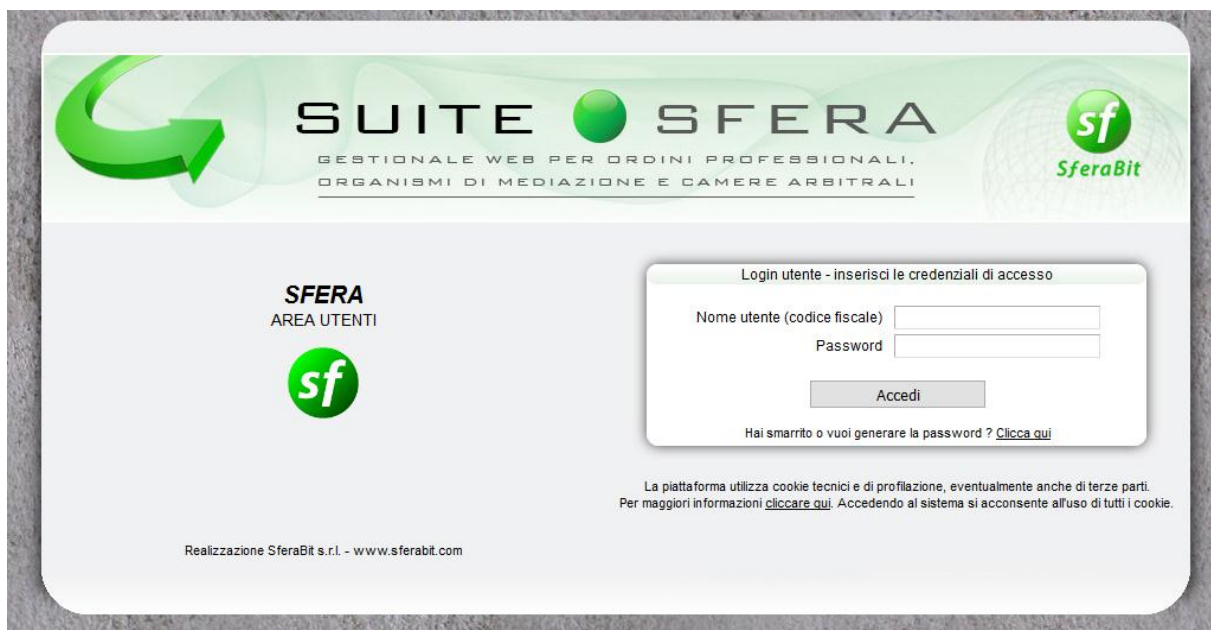 SUITE SFERA
GESTIONALE WEB PER ORDINI PROFESSIONALI,
ORGANISMI DI MEDIAZIONE E CAMERE ARBITRALI
sf
SferaBit
SFERA
AREA UTENTI
sf
Login utente - inserisci le credenziali di accesso
Nome utente (codice fiscale)
Password
Accedi
Hai smarrito o vuoi generare la password ? Clicca qui
La piattaforma utilizza cookie tecnici e di profilazione, eventualmente anche di terze parti.
Per maggiori informazioni cliccare qui. Accedendo al sistema si acconsente all'uso di tutti i cookie.
Realizzazione SferaBit s.r.l. - www.sferabit.com